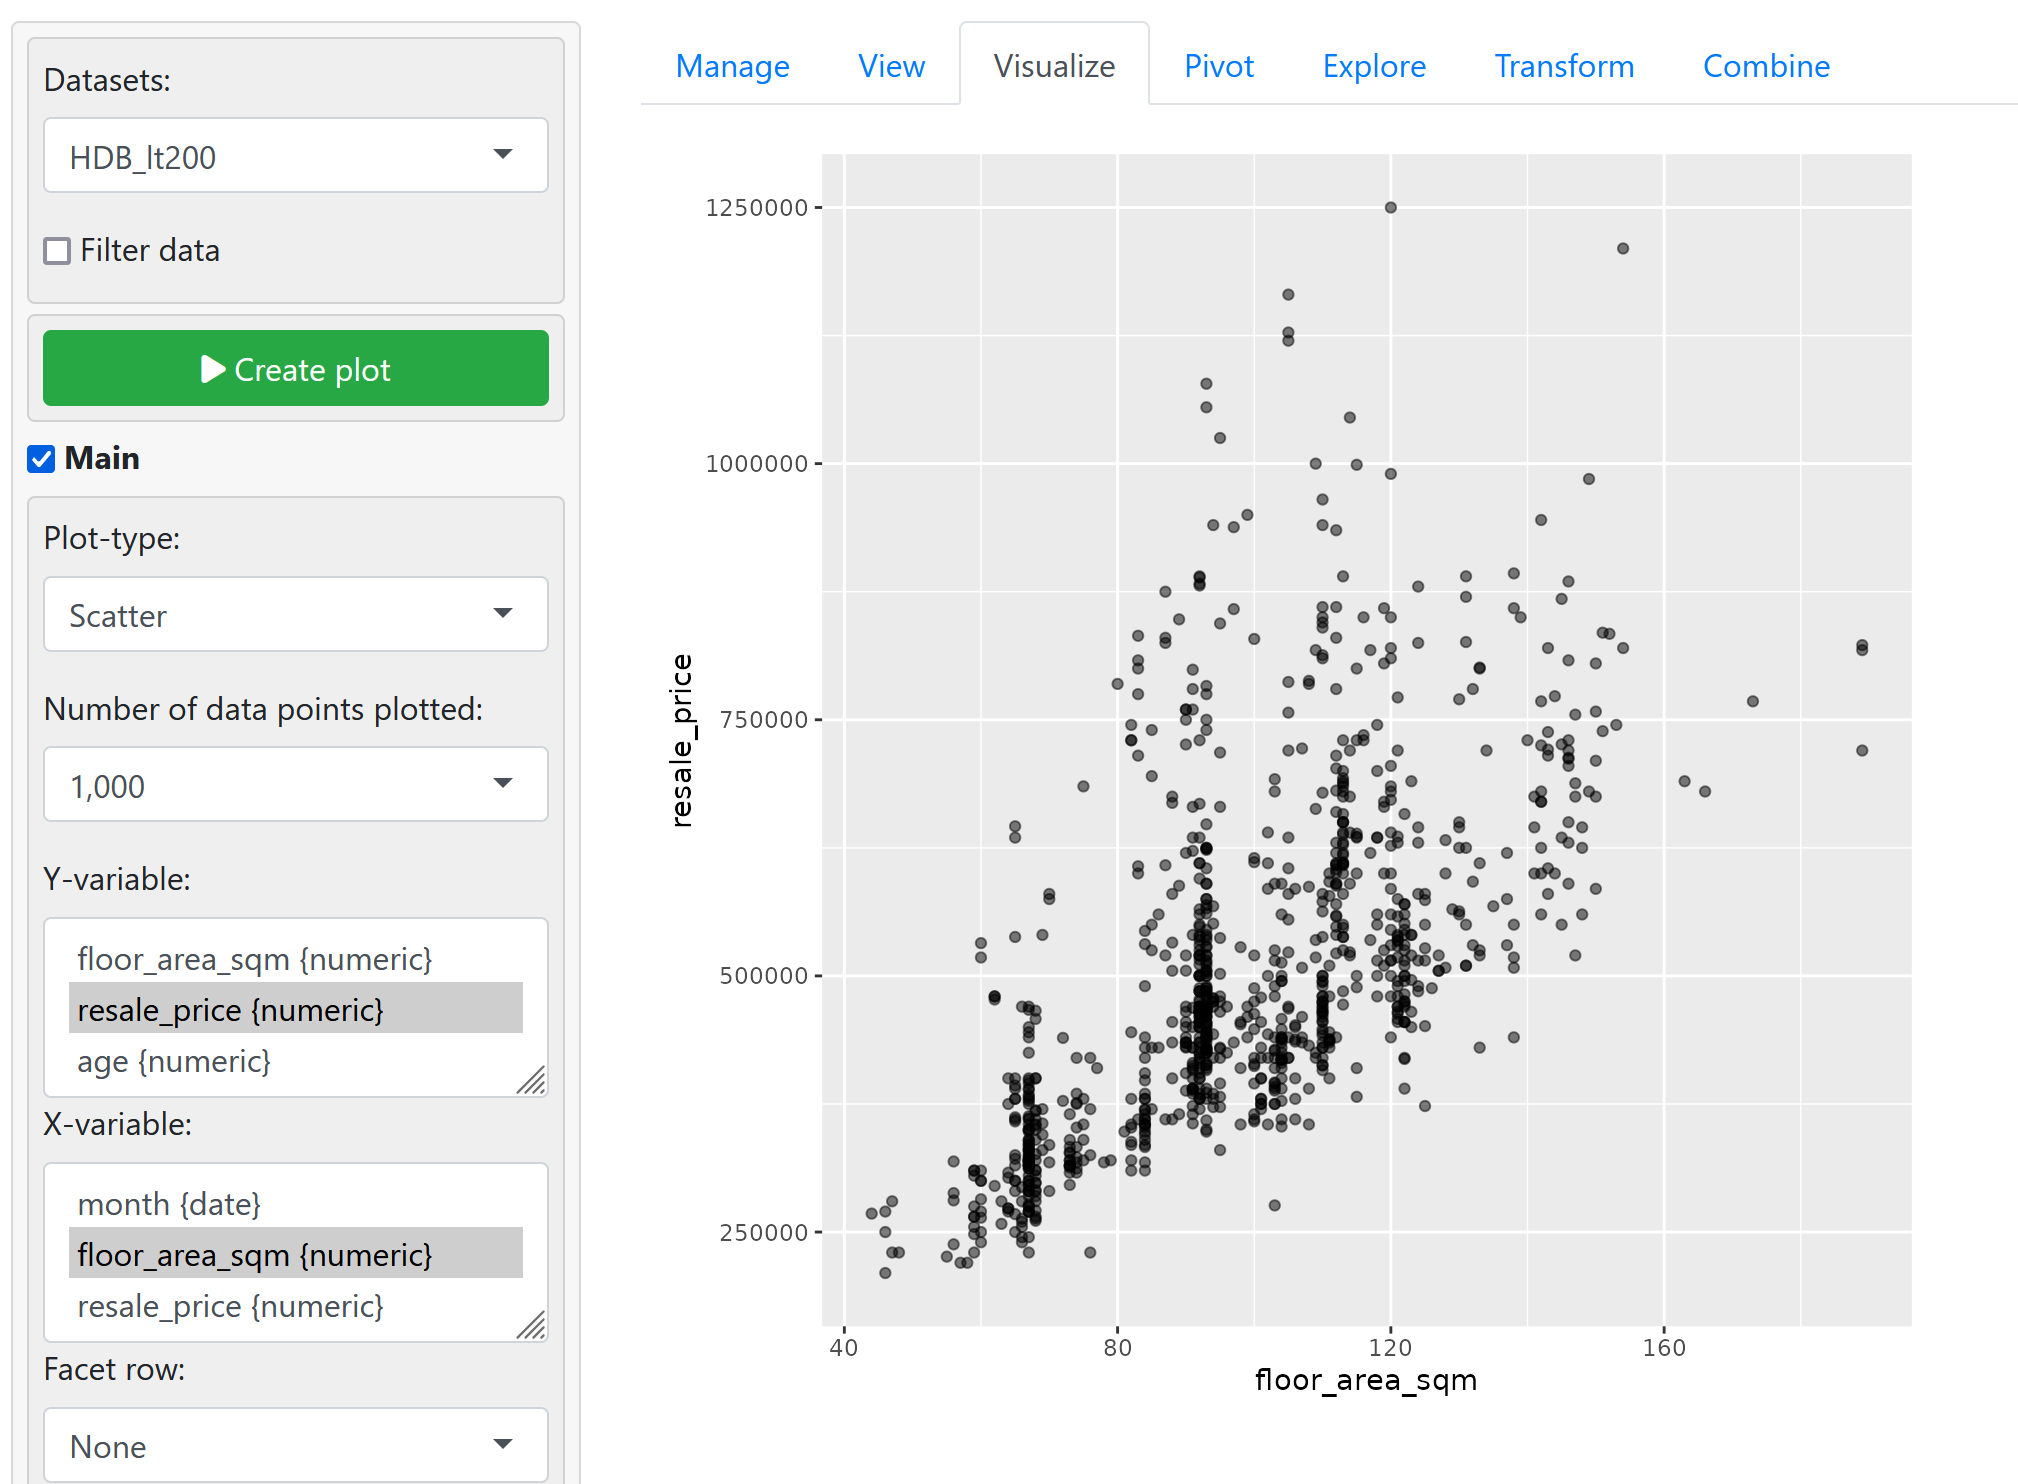 Datasets:
HDB_lt200
Filter data
Create plot
Main
Plot-type:
Scatter
Number of data points plotted:
1,000
Y-variable:
floor_area_sqm {numeric}
resale_price {numeric}
age {numeric}
X-variable:
month {date}
floor_area_sqm {numeric}
resale_price {numeric}
Facet row:
None
Manage View Visualize Pivot Explore Transform Combine
1250000
1000000
750000
500000
250000
resale_price
40 80 120 160
floor_area_sqm